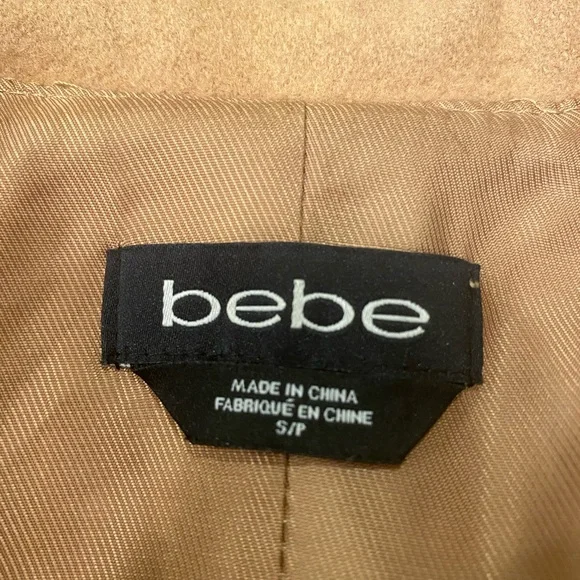 bebe
MADE IN CHINA
FABRIQUÉ EN CHINE
S/P